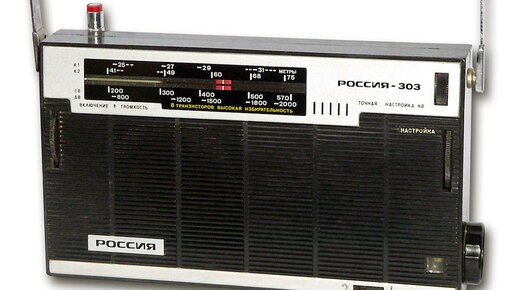 К1 —25— —27 —29 —31— МЕТРЫ
К2 41— —49 60 68 75
РОССИЯ-303
СВ 200 300 400 500 570
ДВ —800 —1200 —1500 —1800 —2000
ВКЛЮЧЕНИЕ ГРОМКОСТЬ
8 ТРАНЗИСТОРОВ ВЫСОКАЯ ИЗБИРАТЕЛЬНОСТЬ
ТОЧНАЯ НАСТРОЙКА КВ
НАСТРОЙКА
РОССИЯ